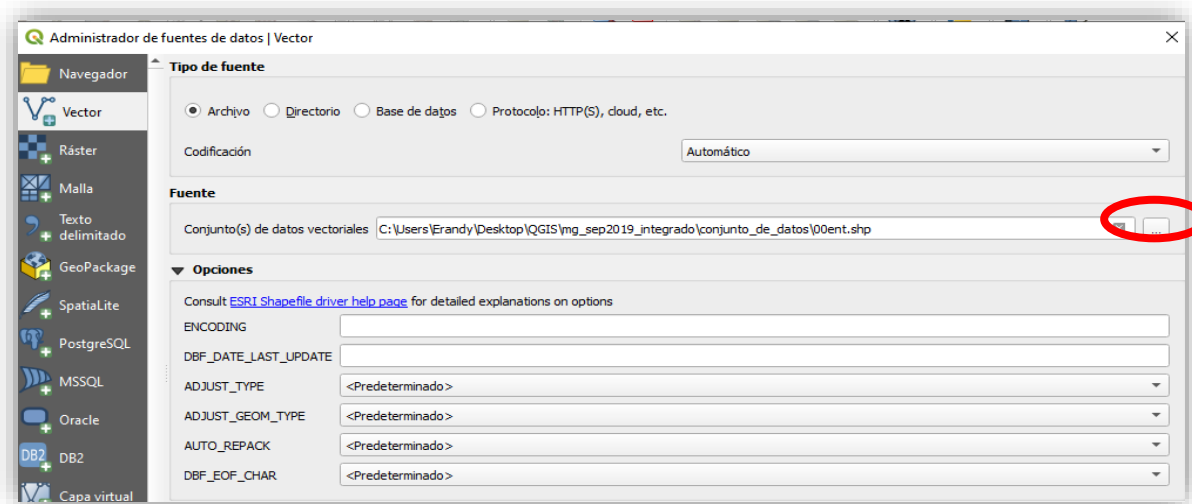 Administrador de fuentes de datos | Vector
Navegador
Vector
Ráster
Malla
Texto
delimitado
GeoPackage
SpatiaLite
PostgreSQL
MSSQL
Oracle
DB2
DB2
Capa virtual
Tipo de fuente
Archivo Directorio Base de datos Protocolo: HTTP(S), cloud, etc.
Codificación Automático
Fuente
Conjunto(s) de datos vectoriales C:\Users\Erandy\Desktop\QGIS\mg_sep2019_integrado\conjunto_de_datos\00ent.shp ...
Opciones
Consult ESRI Shapefile driver help page for detailed explanations on options
ENCODING
DBF_DATE_LAST_UPDATE
ADJUST_TYPE <Predeterminado>
ADJUST_GEOM_TYPE <Predeterminado>
AUTO_REPACK <Predeterminado>
DBF_EOF_CHAR <Predeterminado>